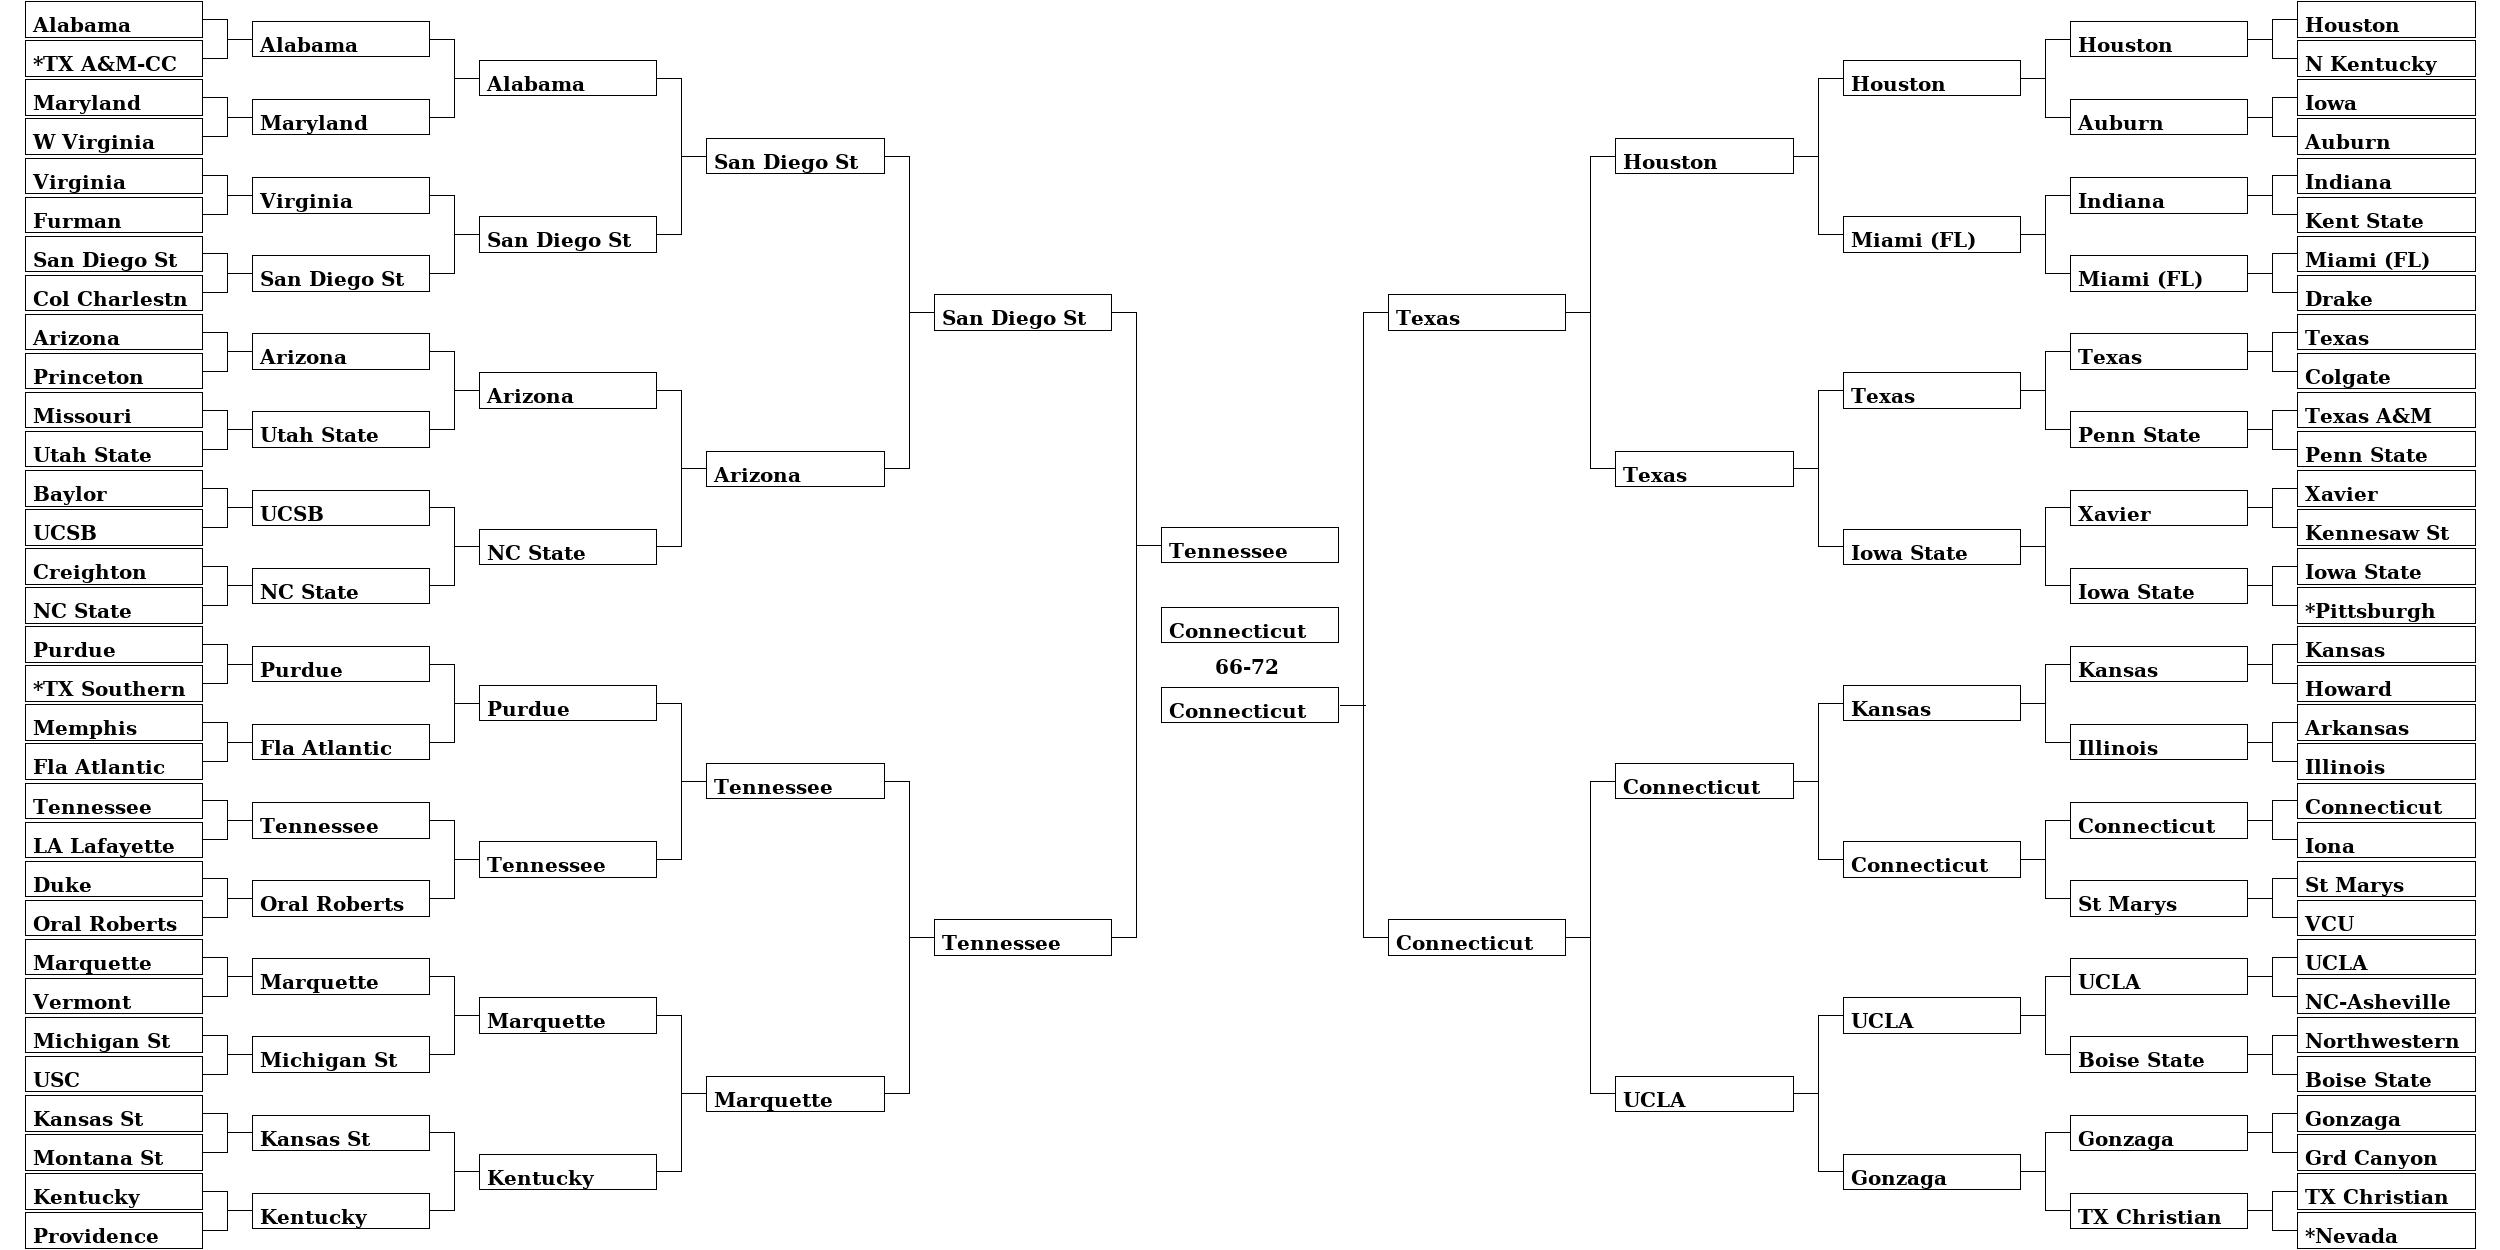 Alabama
*TX A&M-CC
Maryland
W Virginia
Virginia
Furman
San Diego St
Col Charlestn
Arizona
Princeton
Missouri
Utah State
Baylor
UCSB
Creighton
NC State
Purdue
*TX Southern
Memphis
Fla Atlantic
Tennessee
LA Lafayette
Duke
Oral Roberts
Marquette
Vermont
Michigan St
USC
Kansas St
Montana St
Kentucky
Providence
Alabama
Maryland
Virginia
San Diego St
Arizona
Utah State
UCSB
NC State
Purdue
Fla Atlantic
Tennessee
Oral Roberts
Marquette
Michigan St
Kansas St
Kentucky
Alabama
San Diego St
Arizona
NC State
Purdue
Tennessee
Marquette
Kentucky
San Diego St
Arizona
Tennessee
Marquette
San Diego St
Tennessee
Tennessee
Connecticut
66-72
Connecticut
Texas
Connecticut
Houston
Texas
Connecticut
UCLA
Houston
Miami (FL)
Texas
Iowa State
Kansas
Connecticut
UCLA
Gonzaga
Houston
Auburn
Indiana
Miami (FL)
Texas
Penn State
Xavier
Iowa State
Kansas
Illinois
Connecticut
St Marys
UCLA
Boise State
Gonzaga
TX Christian
Houston
N Kentucky
Iowa
Auburn
Indiana
Kent State
Miami (FL)
Drake
Texas
Colgate
Texas A&M
Penn State
Xavier
Kennesaw St
Iowa State
*Pittsburgh
Kansas
Howard
Arkansas
Illinois
Connecticut
Iona
St Marys
VCU
UCLA
NC-Asheville
Northwestern
Boise State
Gonzaga
Grd Canyon
TX Christian
*Nevada